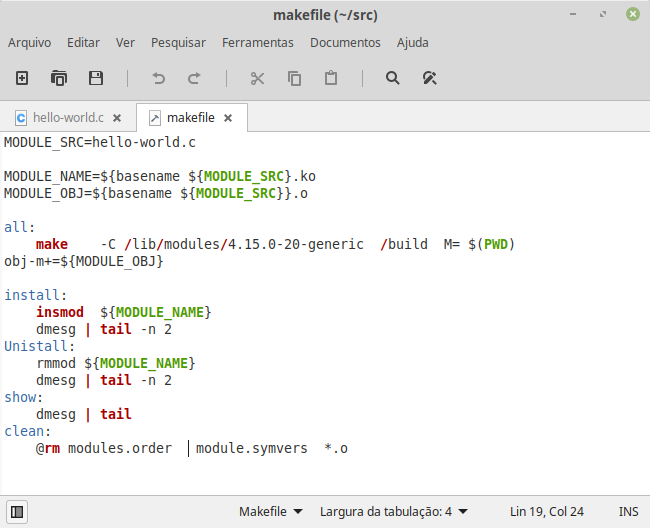 makefile (~/src)
Arquivo Editar Ver Pesquisar Ferramentas Documentos Ajuda
hello-world.c makefile
MODULE_SRC=hello-world.c
MODULE_NAME=${basename ${MODULE_SRC}.ko
MODULE_OBJ=${basename ${MODULE_SRC}}.o
all:
make -C /lib/modules/4.15.0-20-generic /build M= $(PWD)
obj-m+=${MODULE_OBJ}
install:
insmod ${MODULE_NAME}
dmesg | tail -n 2
Unistall:
rmmod ${MODULE_NAME}
dmesg | tail -n 2
show:
dmesg | tail
clean:
@rm modules.order module.symvers *.o
Makefile Largura da tabulação: 4 Lin 19, Col 24 INS